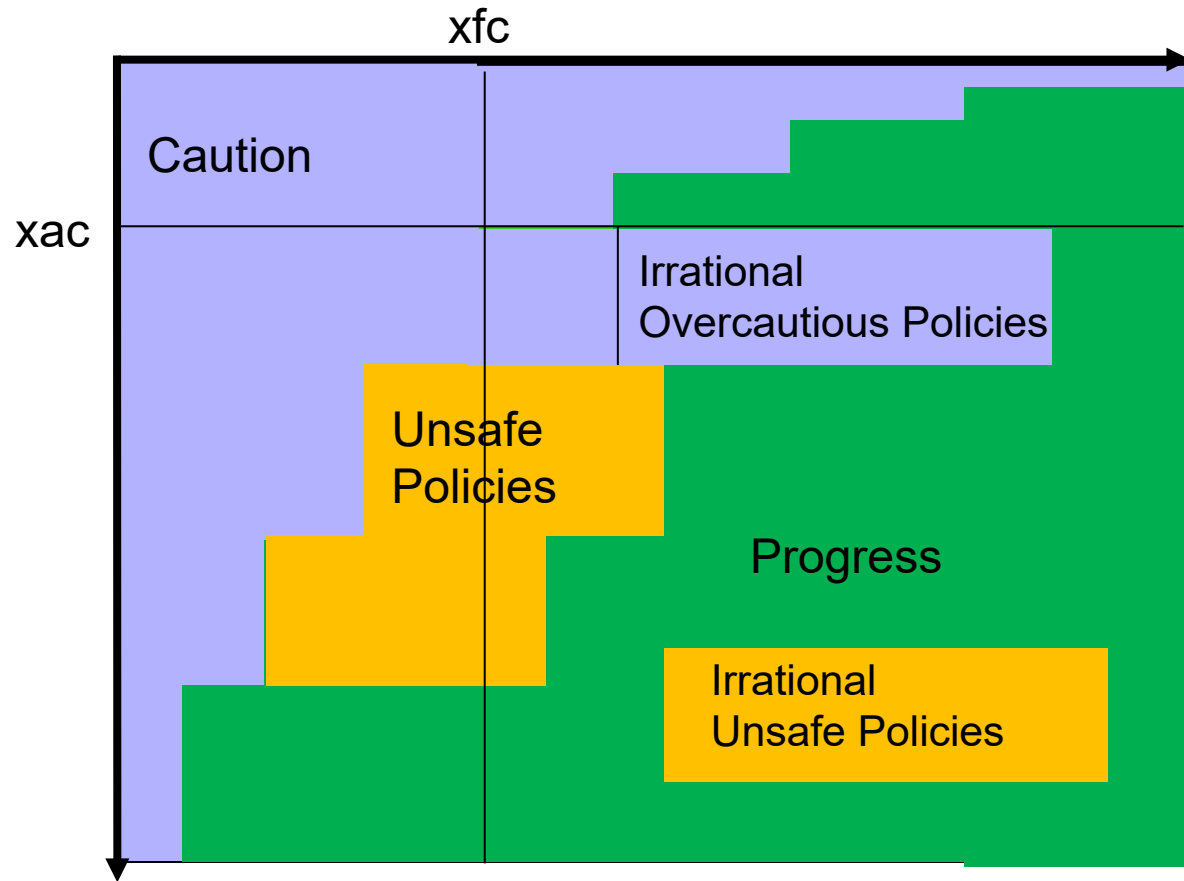 xfc
Caution
xac
Irrational
Overcautious Policies
Unsafe
Policies
Progress
Irrational
Unsafe Policies